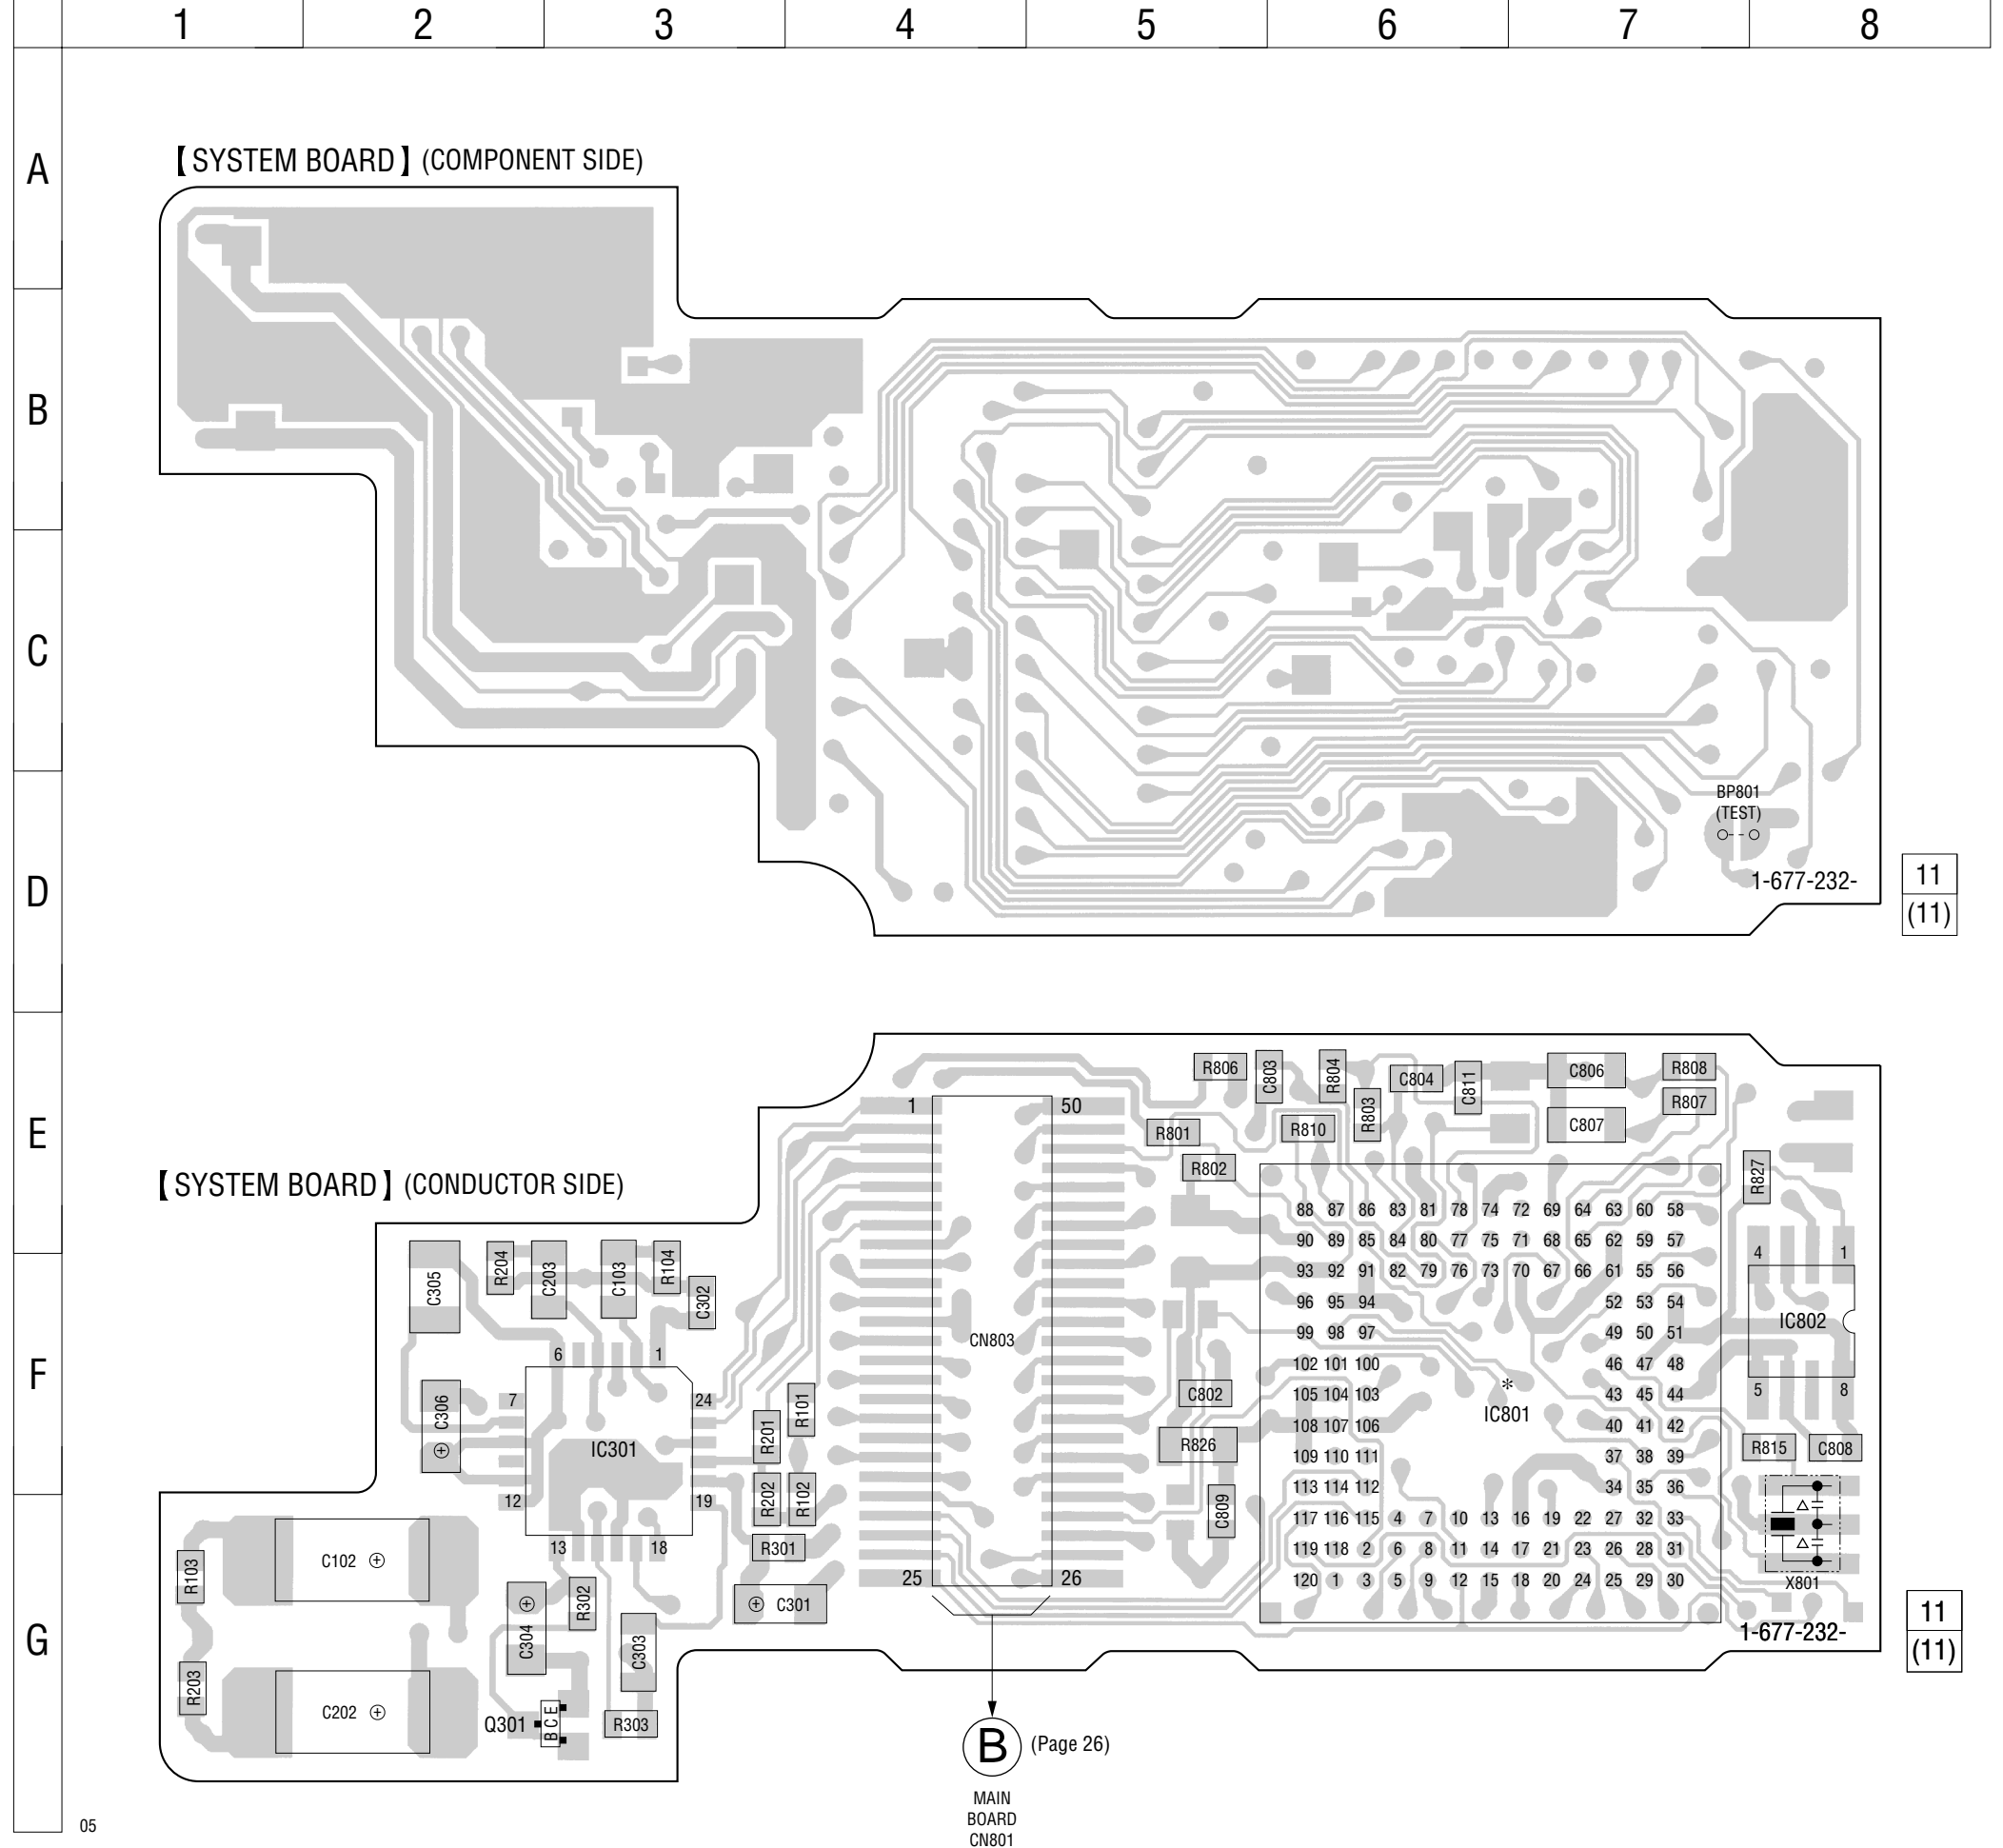 1 2 3 4 5 6 7 8
A
B
C
D
E
F
G
【SYSTEM BOARD】(COMPONENT SIDE)
BP801
(TEST)
1-677-232-
11
(11)
【SYSTEM BOARD】(CONDUCTOR SIDE)
R806 C803 R804 C804 C811 C806 R808
R803 R807
1 50 R801 R810 C807
R802 R827
88 87 86 83 81 78 74 72 69 64 63 60 58
90 89 85 84 80 77 75 71 68 65 62 59 57
93 92 91 82 79 76 73 70 67 66 61 55 56
96 95 94 52 53 54
99 98 97 49 50 51
102 101 100 46 47 48
105 104 103 43 45 44
108 107 106 40 41 42
109 110 111 37 38 39
113 114 112 34 35 36
117 116 115 4 7 10 13 16 19 22 27 32 33
119 118 2 6 8 11 14 17 21 23 26 28 31
120 1 3 5 9 12 15 18 20 24 25 29 30
*
IC801
4 1
IC802
5 8
R815 C808
X801
C305 R204 C203 C103 R104 C302
6 1
7 24
IC301
12 19
13 18
C306
R101
R201
R202 R102
R301
C301
CN803
C802
R826
C809
25 26
R103 C102
R302
C304
C303
R203 C202
Q301 B C E R303
1-677-232-
11
(11)
B (Page 26)
MAIN
BOARD
CN801
05